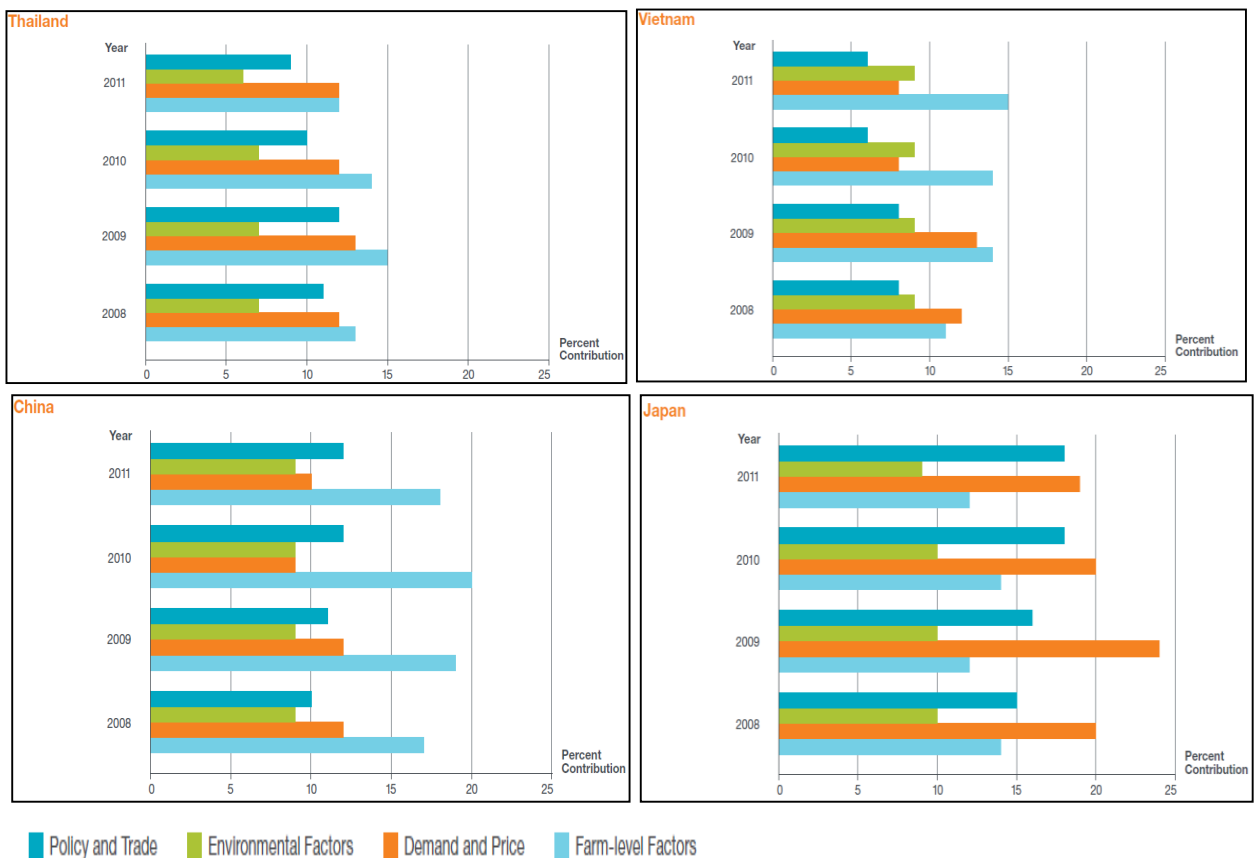 Thailand
Year
2011
2010
2009
2008
Percent
Contribution
0 5 10 15 20 25
Vietnam
Year
2011
2010
2009
2008
Percent
Contribution
0 5 10 15 20 25
China
Year
2011
2010
2009
2008
Percent
Contribution
0 5 10 15 20 25
Japan
Year
2011
2010
2009
2008
Percent
Contribution
0 5 10 15 20 25
Policy and Trade Environmental Factors Demand and Price Farm-level Factors